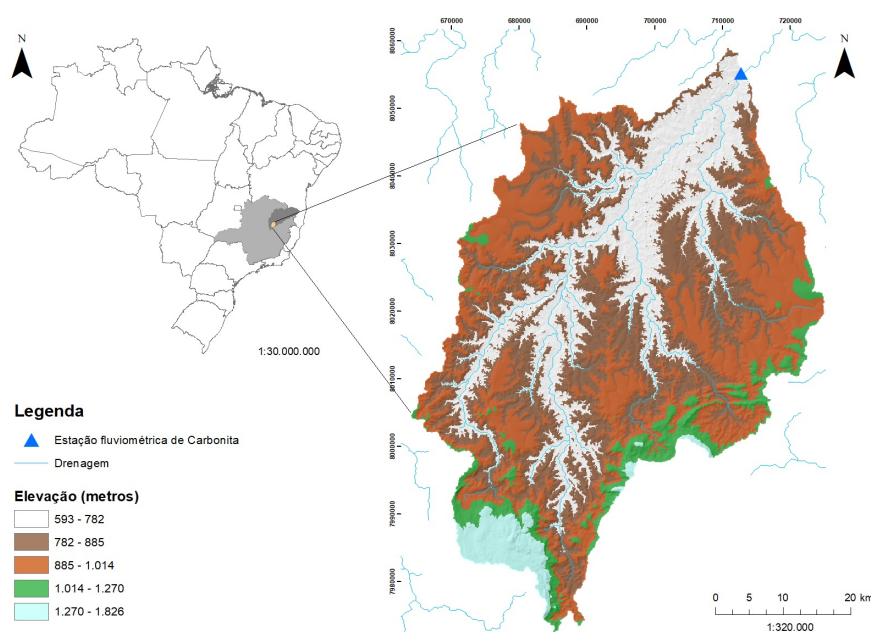 N
1:30.000.000
Legenda
Estação fluviométrica de Carbonita
Drenagem
Elevação (metros)
593 - 782
782 - 885
885 - 1.014
1.014 - 1.270
1.270 - 1.826
670000 680000 690000 700000 710000 720000
N
8060000
8050000
8040000
8030000
8020000
8010000
8000000
7990000
7980000
0 5 10 20 km
1:320.000